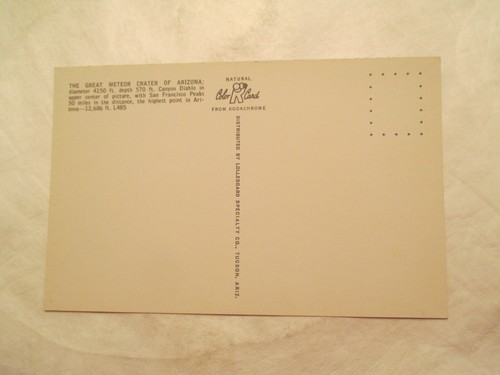 THE GREAT METEOR CRATER OF ARIZONA;
diameter 4150 ft. depth 570 ft. Canyon Diablo in
upper center of picture, with San Francisco Peaks
50 miles in the distance, the highest point in Ari-
zona—12,686 ft. L485
NATURAL
Color Card
FROM KODACHROME
DISTRIBUTED BY LOLLESGARD SPECIALTY CO., TUCSON, ARIZ.